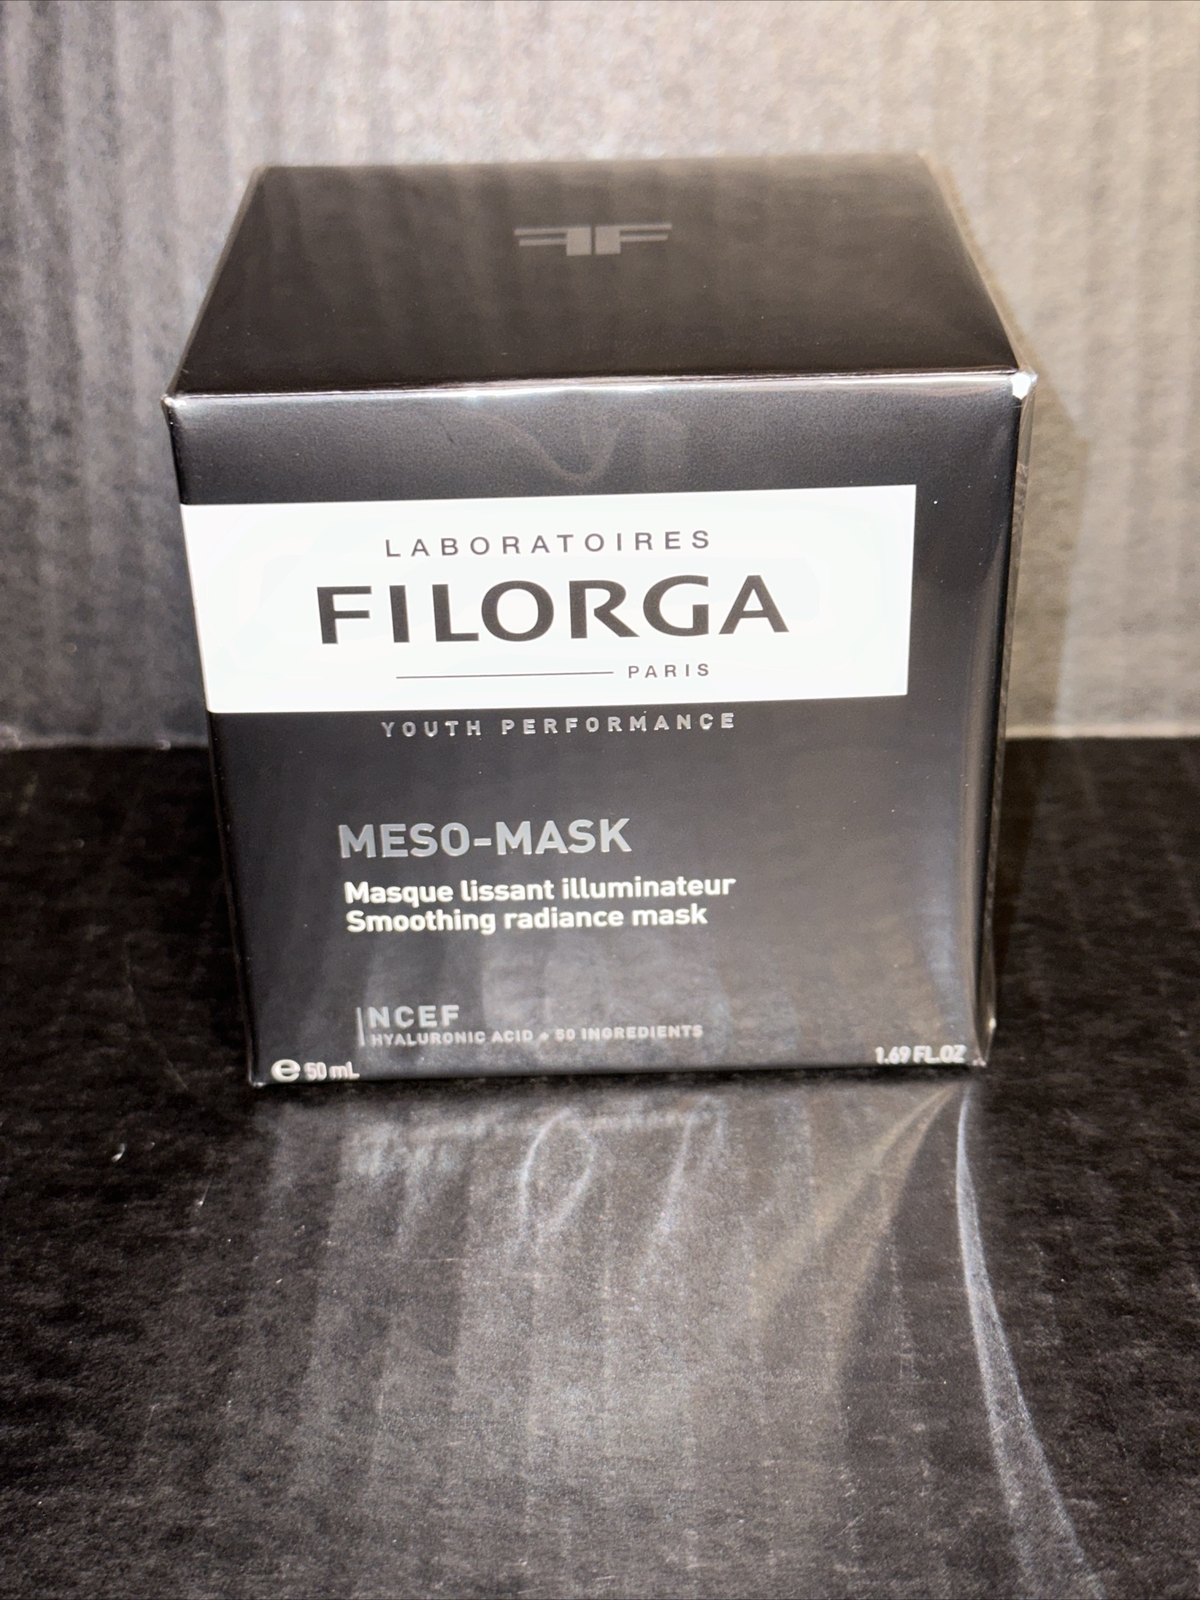 LABORATOIRES
FILORGA
PARIS
YOUTH PERFORMANCE
MESO-MASK
Masque lissant illuminateur
Smoothing radiance mask
NCEF
HYALURONIC ACID + 50 INGREDIENTS
e 50 mL
1.69 FL.OZ